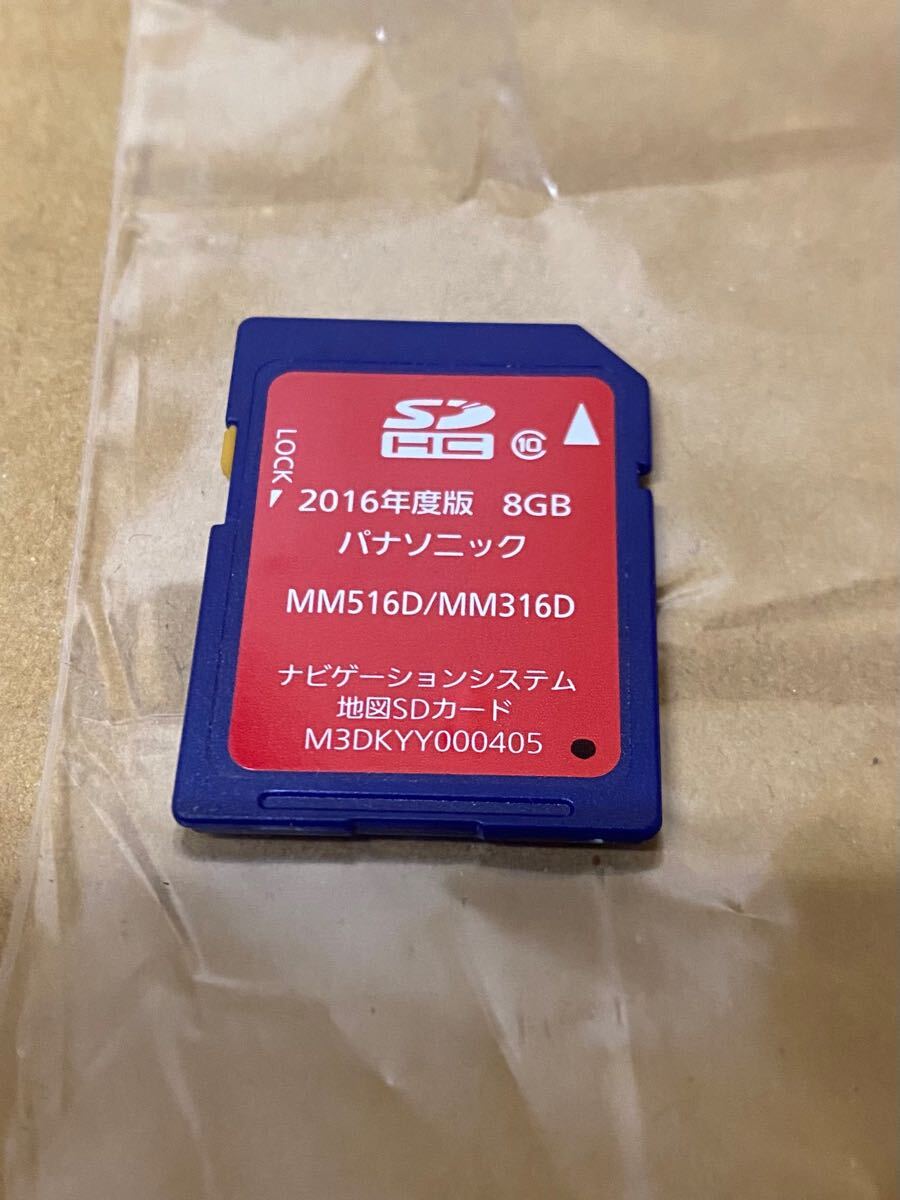 SD
HC 10
LOCK
2016年度版 8GB
パナソニック
MM516D/MM316D
ナビゲーションシステム
地図SDカード
M3DKYY000405